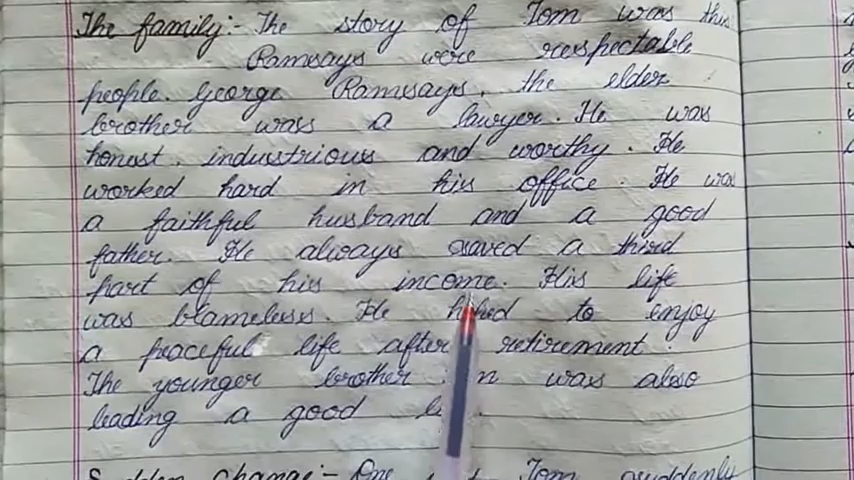 The family:- The story of Tom was this
Ramsays were respectable
people. George Ramsays, the elder
brother was a lawyer. He was
honest, industrious and worthy. He
worked hard in his office. He was
a faithful husband and a good
father. He always saved a third
part of his income. His life
was blameless. He to enjoy
a peaceful life after retirement.
The younger brother was also
leading a good
Sudden change:- One Tom suddenly